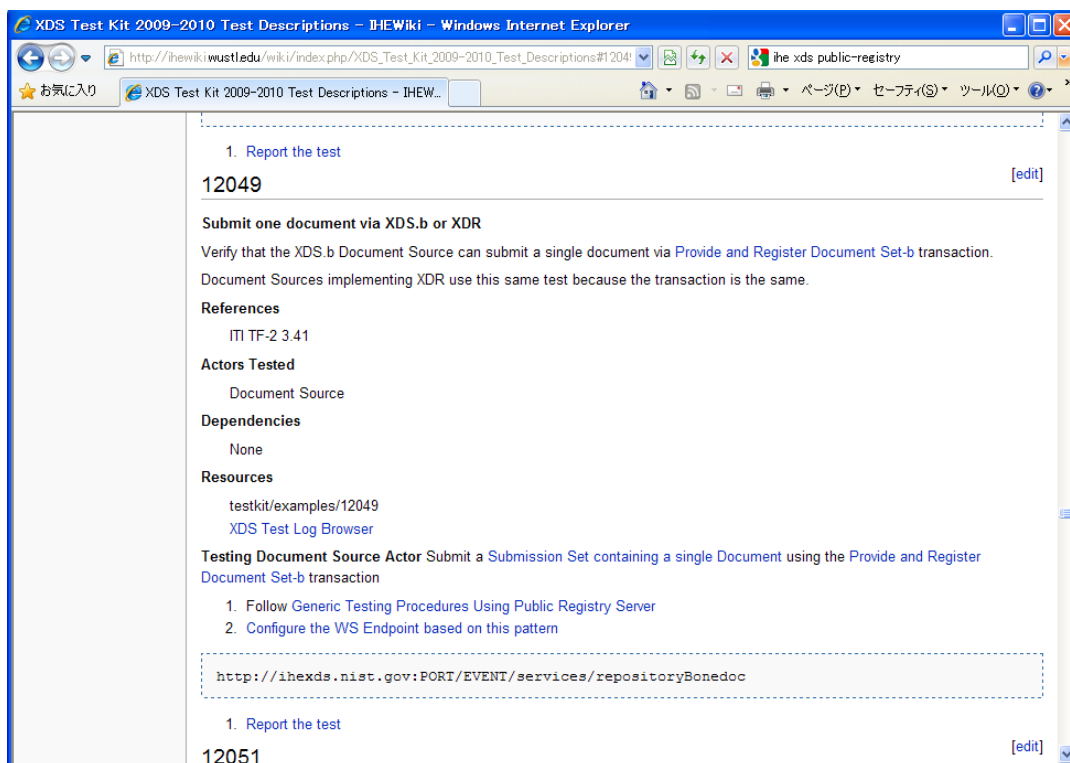 XDS Test Kit 2009-2010 Test Descriptions - IHEWiki - Windows Internet Explorer
http://ihewiki.wustl.edu/wiki/index.php/XDS_Test_Kit_2009-2010_Test_Descriptions#1204
ihe xds public-registry
お気に入り
XDS Test Kit 2009-2010 Test Descriptions - IHEW...
ページ(P)
セーフティ(S)
ツール(O)
1. Report the test
12049
[edit]
Submit one document via XDS.b or XDR
Verify that the XDS.b Document Source can submit a single document via Provide and Register Document Set-b transaction.
Document Sources implementing XDR use this same test because the transaction is the same.
References
ITI TF-2 3.41
Actors Tested
Document Source
Dependencies
None
Resources
testkit/examples/12049
XDS Test Log Browser
Testing Document Source Actor Submit a Submission Set containing a single Document using the Provide and Register
Document Set-b transaction
1. Follow Generic Testing Procedures Using Public Registry Server
2. Configure the WS Endpoint based on this pattern
http://ihexds.nist.gov:PORT/EVENT/services/repositoryBonedoc
1. Report the test
12051
[edit]